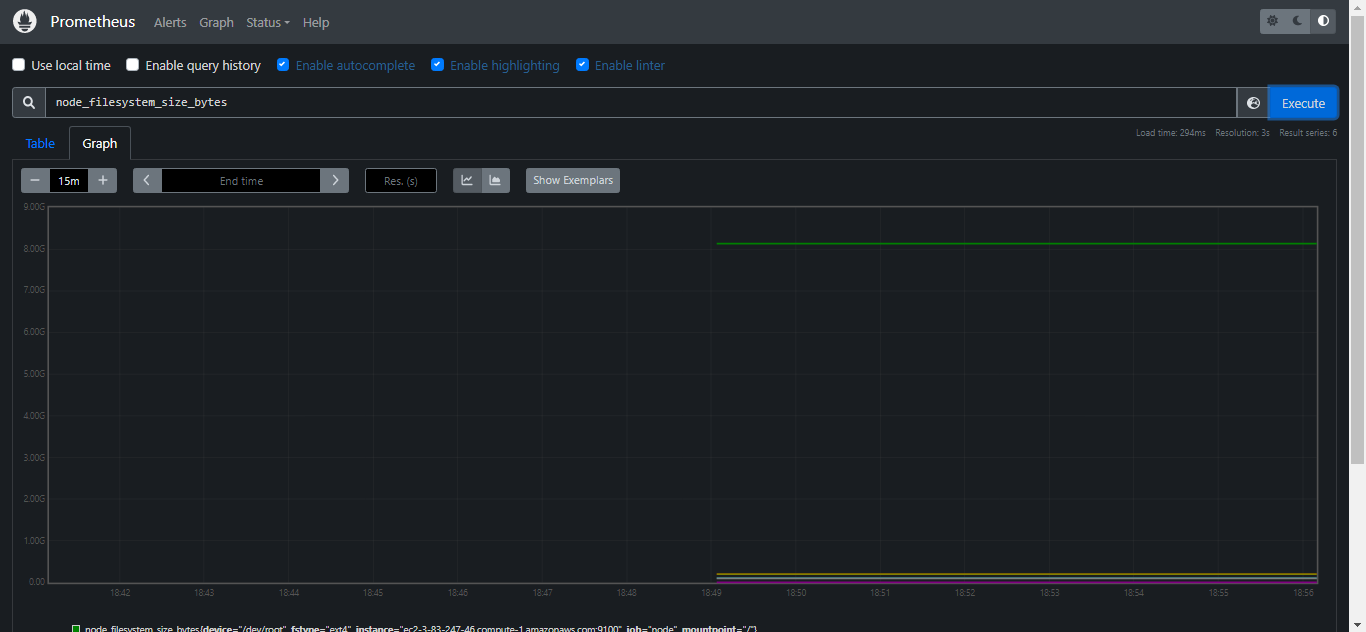 Prometheus Alerts Graph Status Help
Use local time Enable query history Enable autocomplete Enable highlighting Enable linter
node_filesystem_size_bytes Execute
Load time: 294ms Resolution: 3s Result series: 6
Table Graph
15m End time Res. (s) Show Exemplars
9.00G
8.00G
7.00G
6.00G
5.00G
4.00G
3.00G
2.00G
1.00G
0.00
18:42 18:43 18:44 18:45 18:46 18:47 18:48 18:49 18:50 18:51 18:52 18:53 18:54 18:55 18:56
node_filesystem_size_bytes{device="/dev/root", fstype="ext4", instance="ec2-3-83-247-46.compute-1.amazonaws.com:9100", job="node", mountpoint="/"}